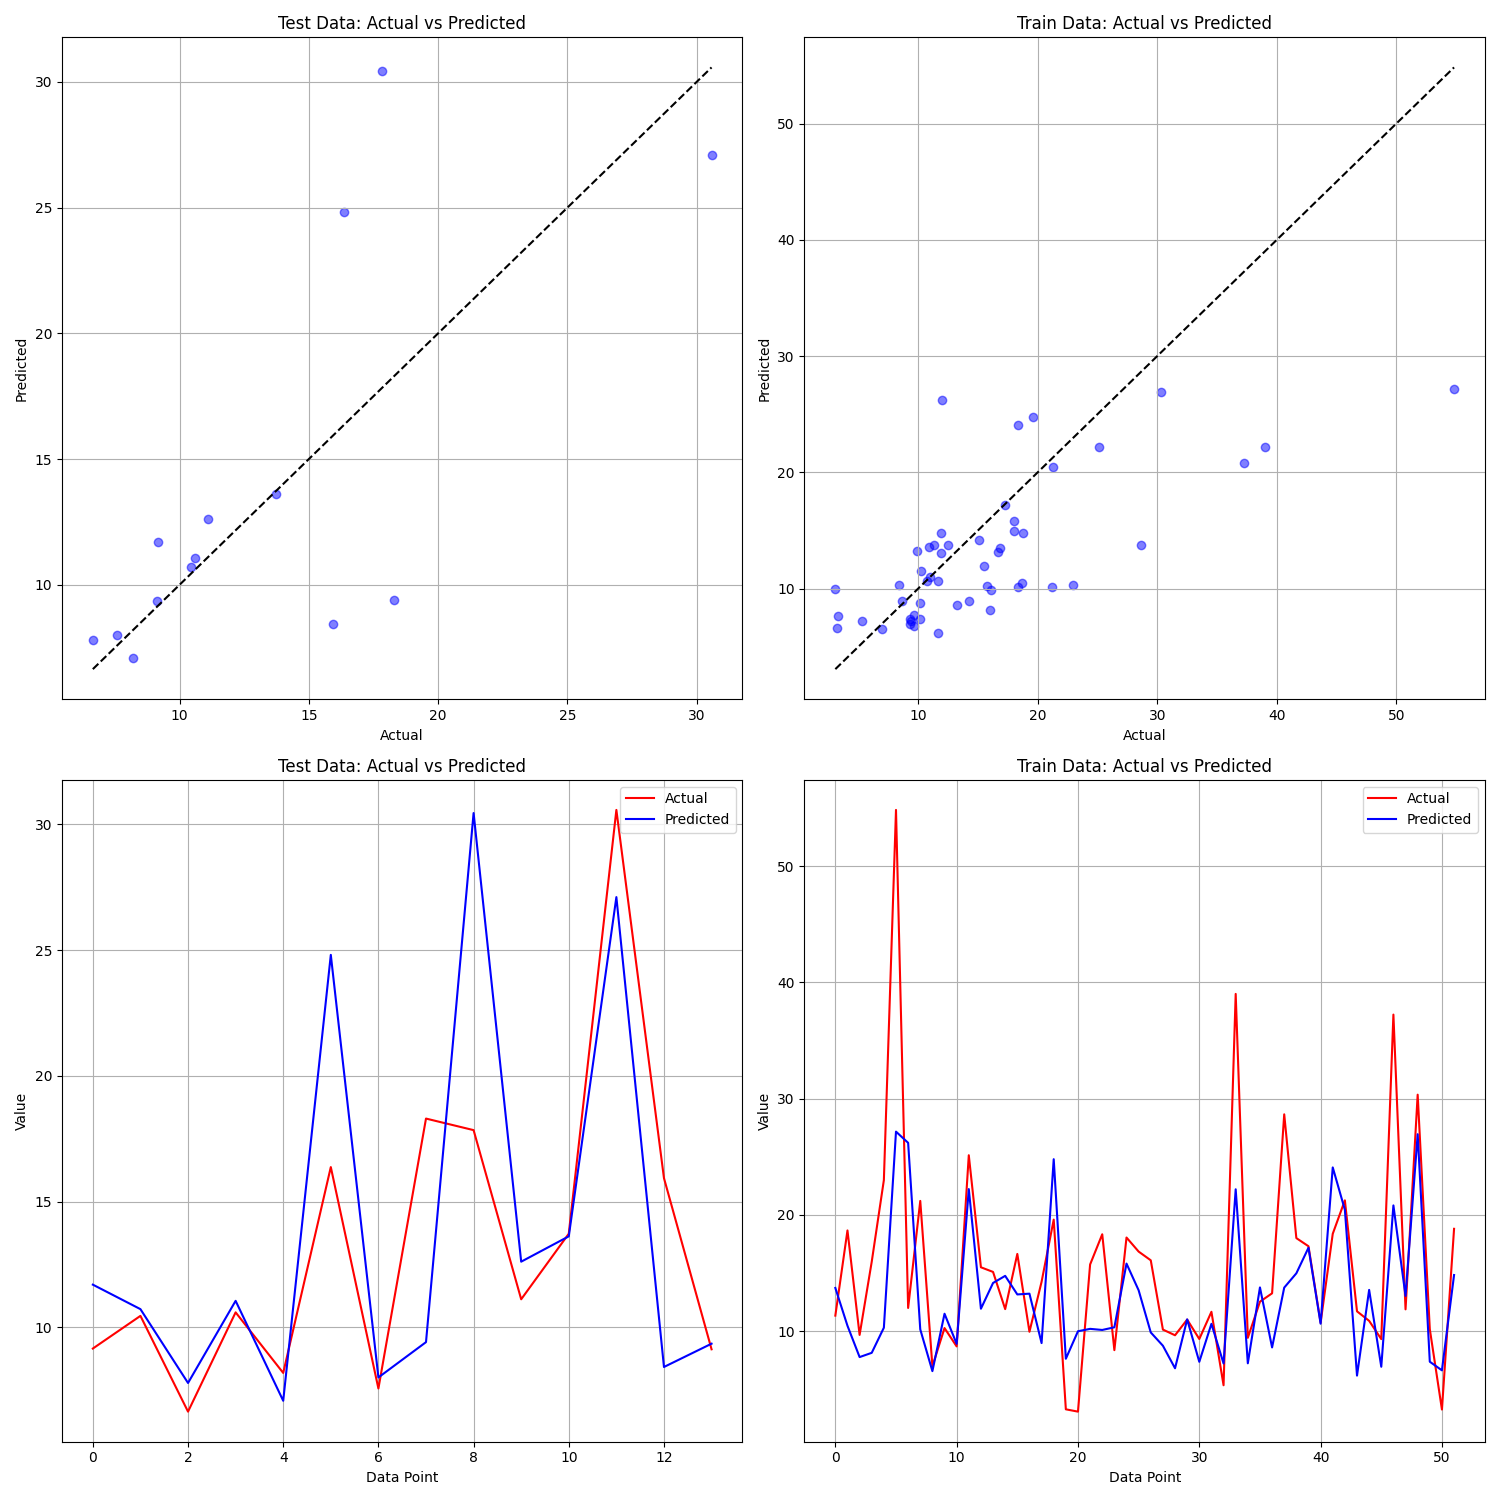 Test Data: Actual vs Predicted
30
25
20
15
10
Predicted
10 15 20 25 30
Actual
Train Data: Actual vs Predicted
50
40
30
20
10
Predicted
10 20 30 40 50
Actual
Test Data: Actual vs Predicted
Actual
Predicted
30
25
20
15
10
Value
0 2 4 6 8 10 12
Data Point
Train Data: Actual vs Predicted
Actual
Predicted
50
40
30
20
10
Value
0 10 20 30 40 50
Data Point